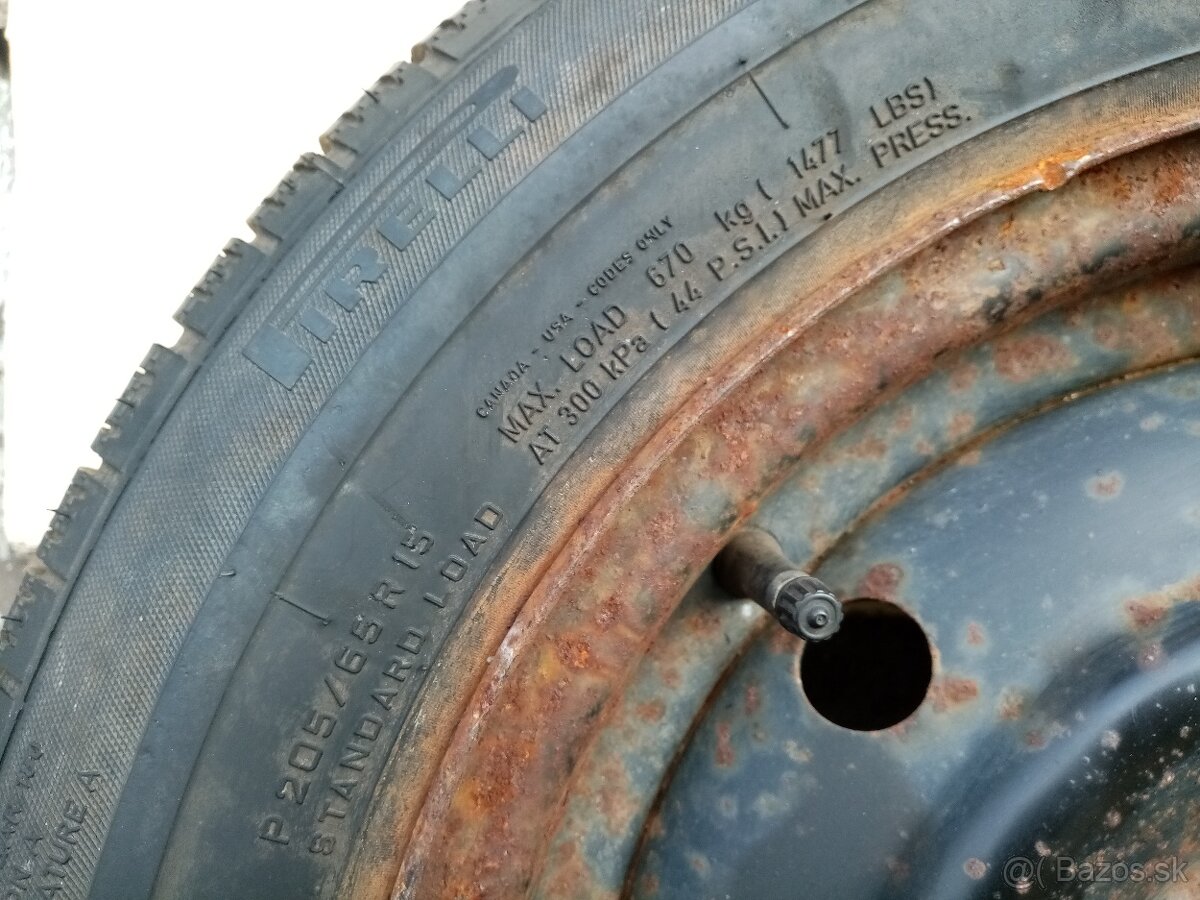 PIRELLI
CANADA - USA - CODES ONLY
MAX. LOAD 670 kg ( 1477 LBS)
AT 300 kPa ( 44 P.S.I.) MAX. PRESS.
P 205/65 R 15
STANDARD LOAD
A
ATURE A
@( Bazos.sk